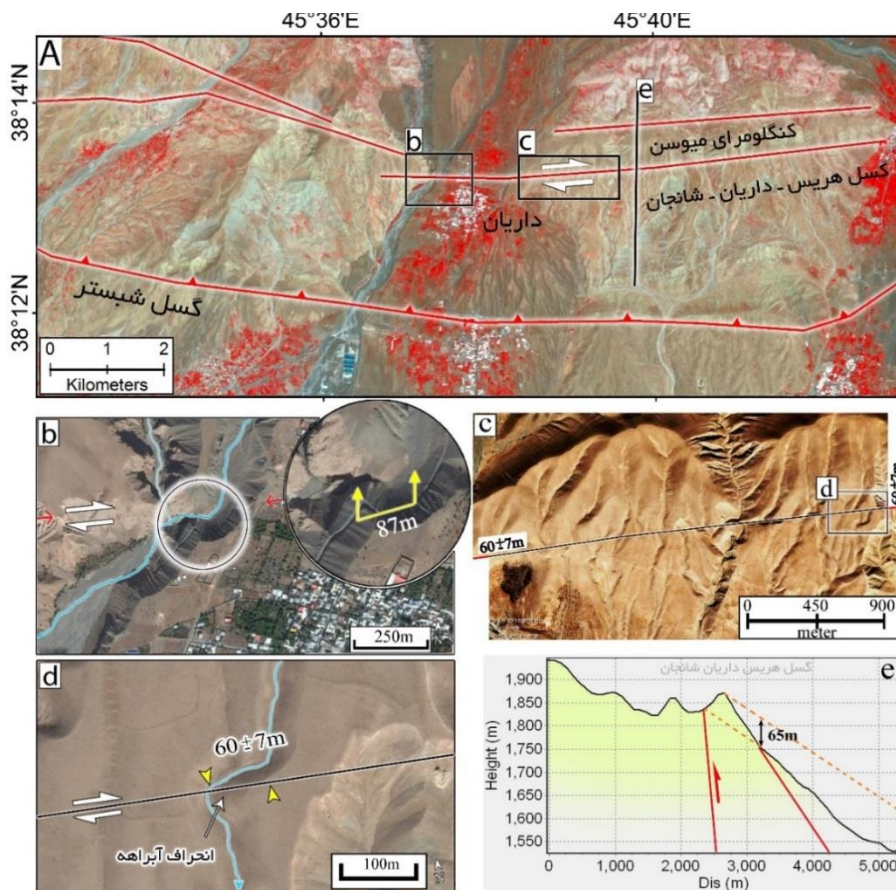 45°36'E
45°40'E
A
38°14'N
38°12'N
e
b
c
کنگلومرای میوسن
گسل هریس - داریان - شانجان
داریان
گسل شبستر
0 1 2
Kilometers
b
87m
250m
c
d
60±7m
60±7m
0 450 900
meter
d
60±7m
انحراف آبراهه
100m
e
گسل هریس داریان شانجان
Height (m)
1,900
1,850
1,800
1,750
1,700
1,650
1,600
1,550
65m
0 1,000 2,000 3,000 4,000 5,0
Dis (m)